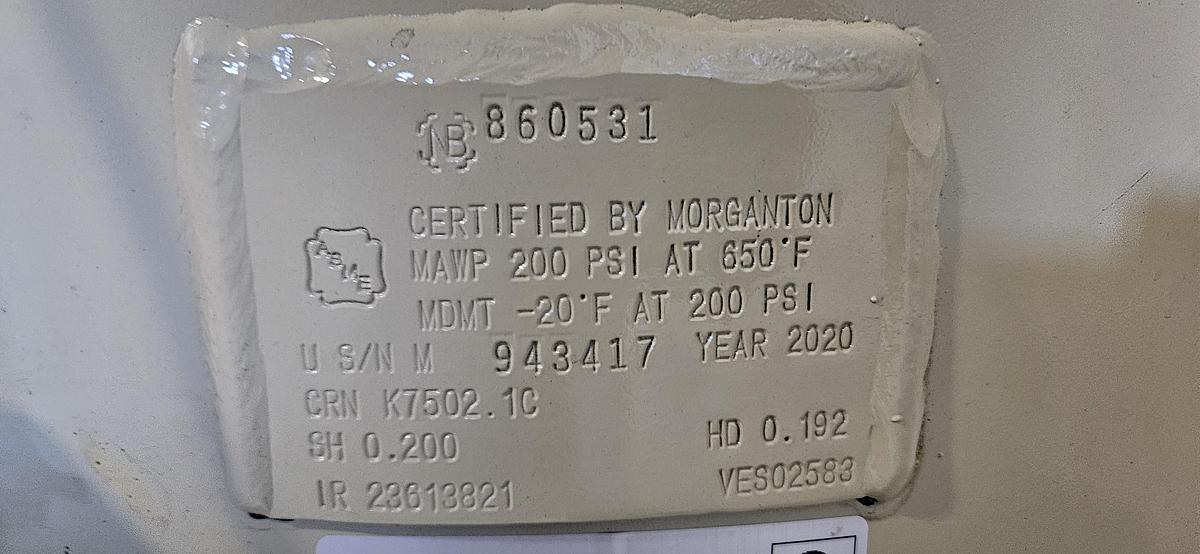 NB 860531
CERTIFIED BY MORGANTON
ASME
MAWP 200 PSI AT 650°F
MDMT -20°F AT 200 PSI
U S/N M 943417 YEAR 2020
CRN K7502.1C
SH 0.200 HD 0.192
IR 23613821 VES02583